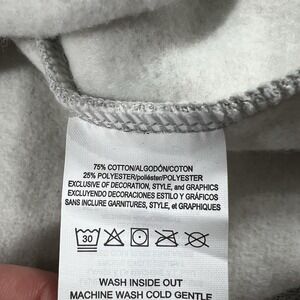 75% COTTON/ALGODÓN/COTON
25% POLYESTER/poliéster/POLYESTER
EXCLUSIVE OF DECORATION, STYLE, and GRAPHICS
EXCLUYENDO DECORACIONES ESTILO Y GRÁFICOS
SANS INCLURE GARNITURES, STYLE, et GRAPHIQUES
30
WASH INSIDE OUT
MACHINE WASH COLD GENTLE